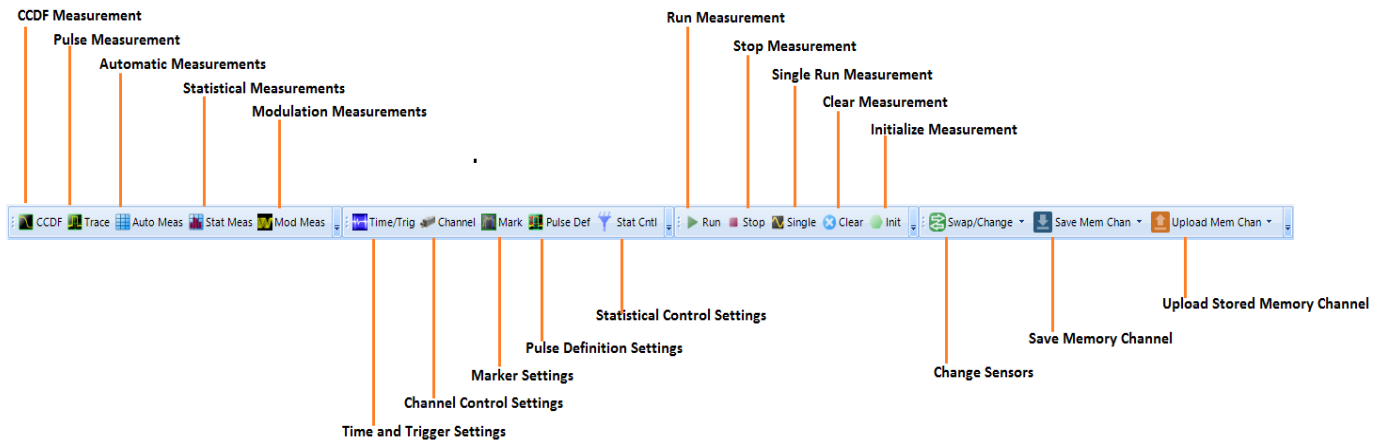 CCDF Measurement
Pulse Measurement
Automatic Measurements
Statistical Measurements
Modulation Measurements
Run Measurement
Stop Measurement
Single Run Measurement
Clear Measurement
Initialize Measurement
CCDF Trace Auto Meas Stat Meas Mod Meas Time/Trig Channel Mark Pulse Def Stat Cntl Run Stop Single Clear Init Swap/Change Save Mem Chan Upload Mem Chan
Upload Stored Memory Channel
Statistical Control Settings
Save Memory Channel
Pulse Definition Settings
Change Sensors
Marker Settings
Channel Control Settings
Time and Trigger Settings